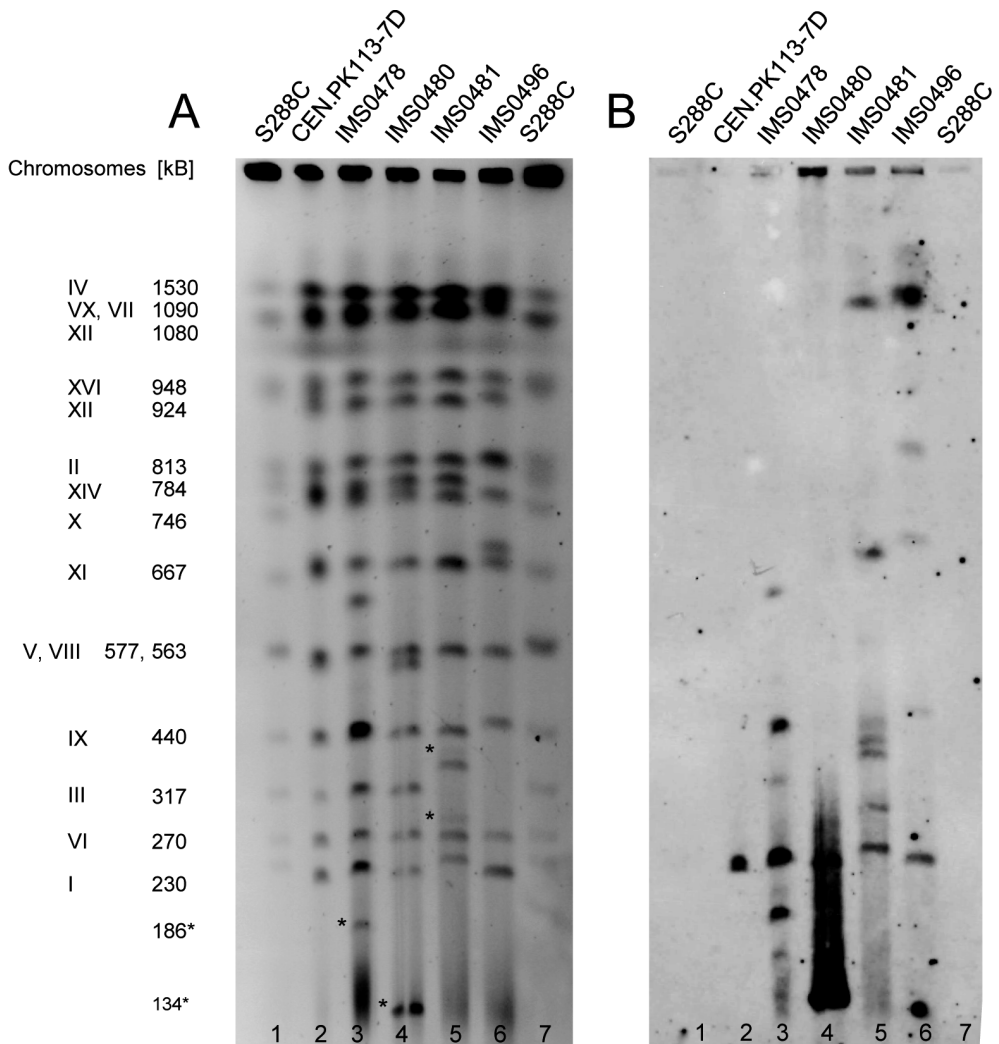 A
S288C
CEN.PK113-7D
IMS0478
IMS0480
IMS0481
IMS0496
S288C
B
S288C
CEN.PK113-7D
IMS0478
IMS0480
IMS0481
IMS0496
S288C
Chromosomes [kB]
IV 1530
VX, VII 1090
XII 1080
XVI 948
XII 924
II 813
XIV 784
X 746
XI 667
V, VIII 577, 563
IX 440
*
III 317
*
VI 270
I 230
186*
*
134*
*
1 2 3 4 5 6 7
1 2 3 4 5 6 7